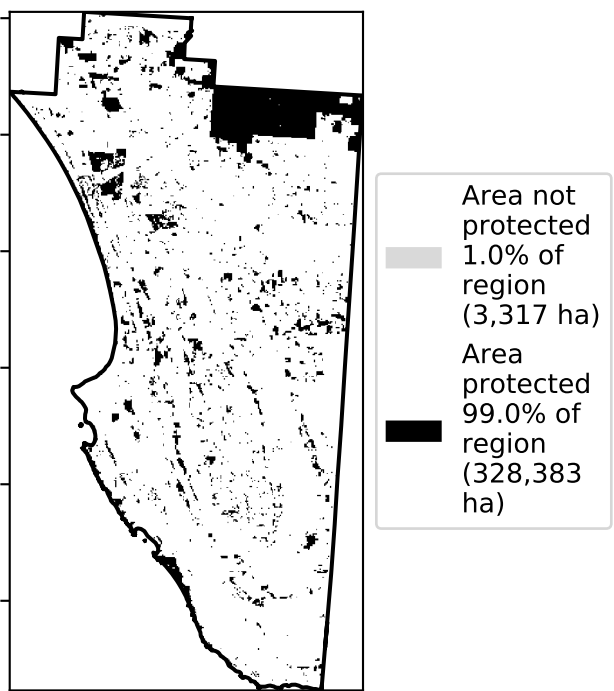 Area not
protected
1.0% of
region
(3,317 ha)
Area
protected
99.0% of
region
(328,383
ha)